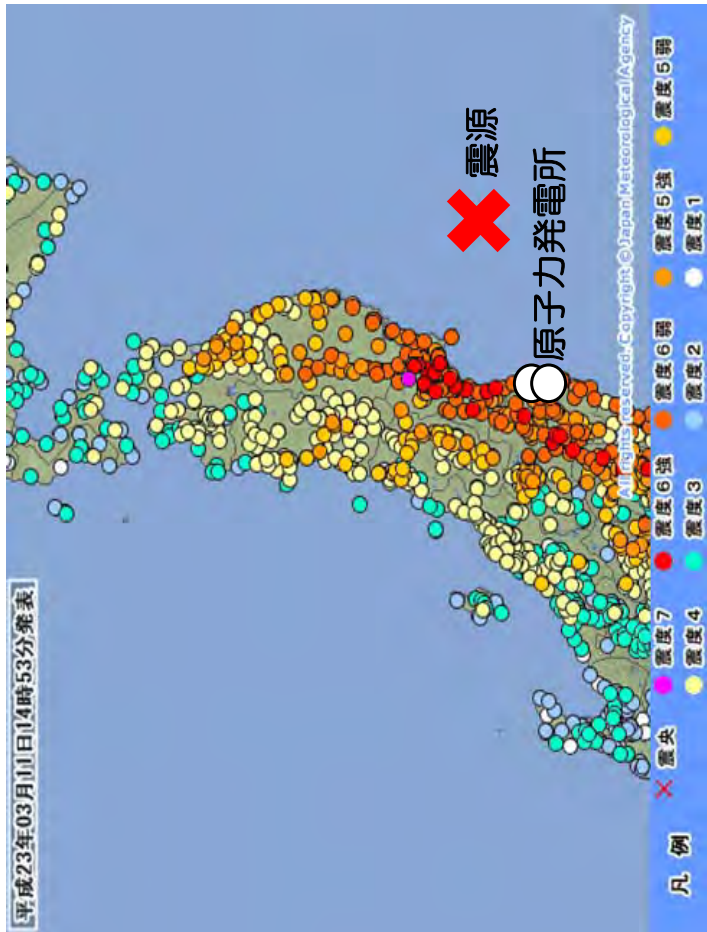 平成23年03月11日14時53分発表
震源
原子力発電所
All rights reserved. Copyright © Japan Meteorological Agency
凡 例
震央 震度7 震度6強 震度6弱 震度5強 震度5弱
震度4 震度3 震度2 震度1